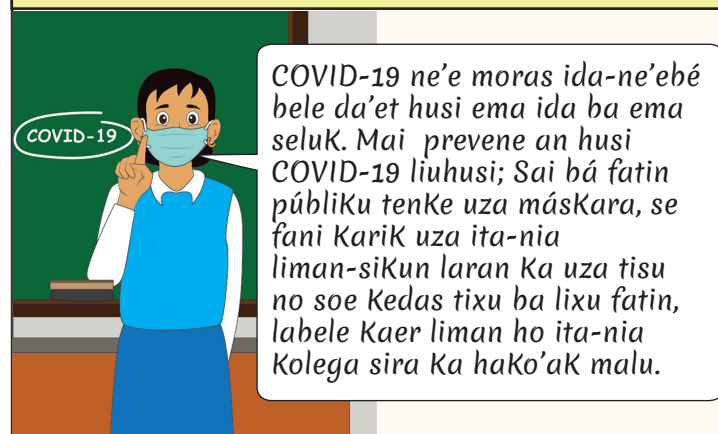 COVID-19
COVID-19 ne'e moras ida-ne'ebé
bele da'et husi ema ida ba ema
seluK. Mai prevene an husi
COVID-19 liuhusi; Sai bá fatin
públiKu tenKe uza másKara, se
fani KariK uza ita-nia
liman-siKun laran Ka uza tisu
no soe Kedas tixu ba lixu fatin,
labele Kaer liman ho ita-nia
Kolega sira Ka haKo'aK malu.